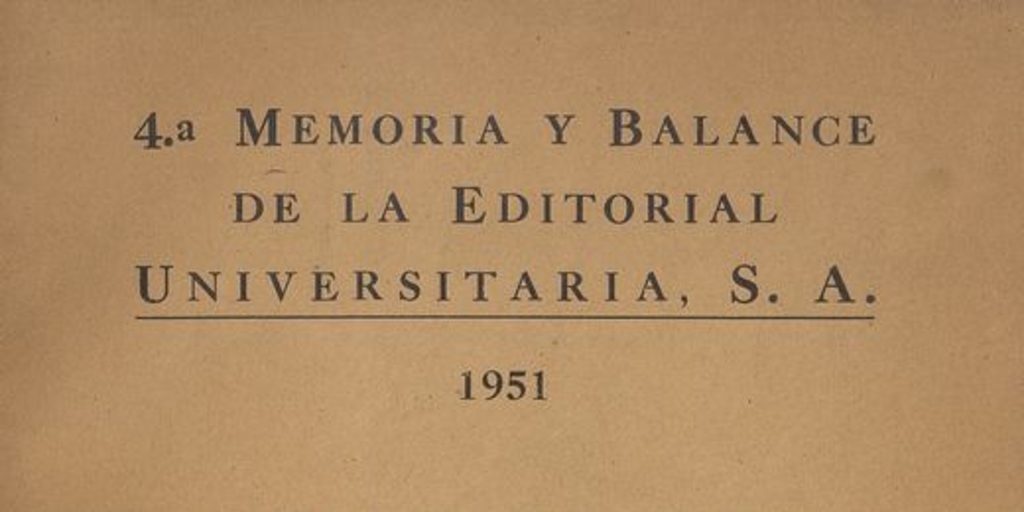 4.a Memoria y Balance
de la Editorial
Universitaria, S. A.
1951